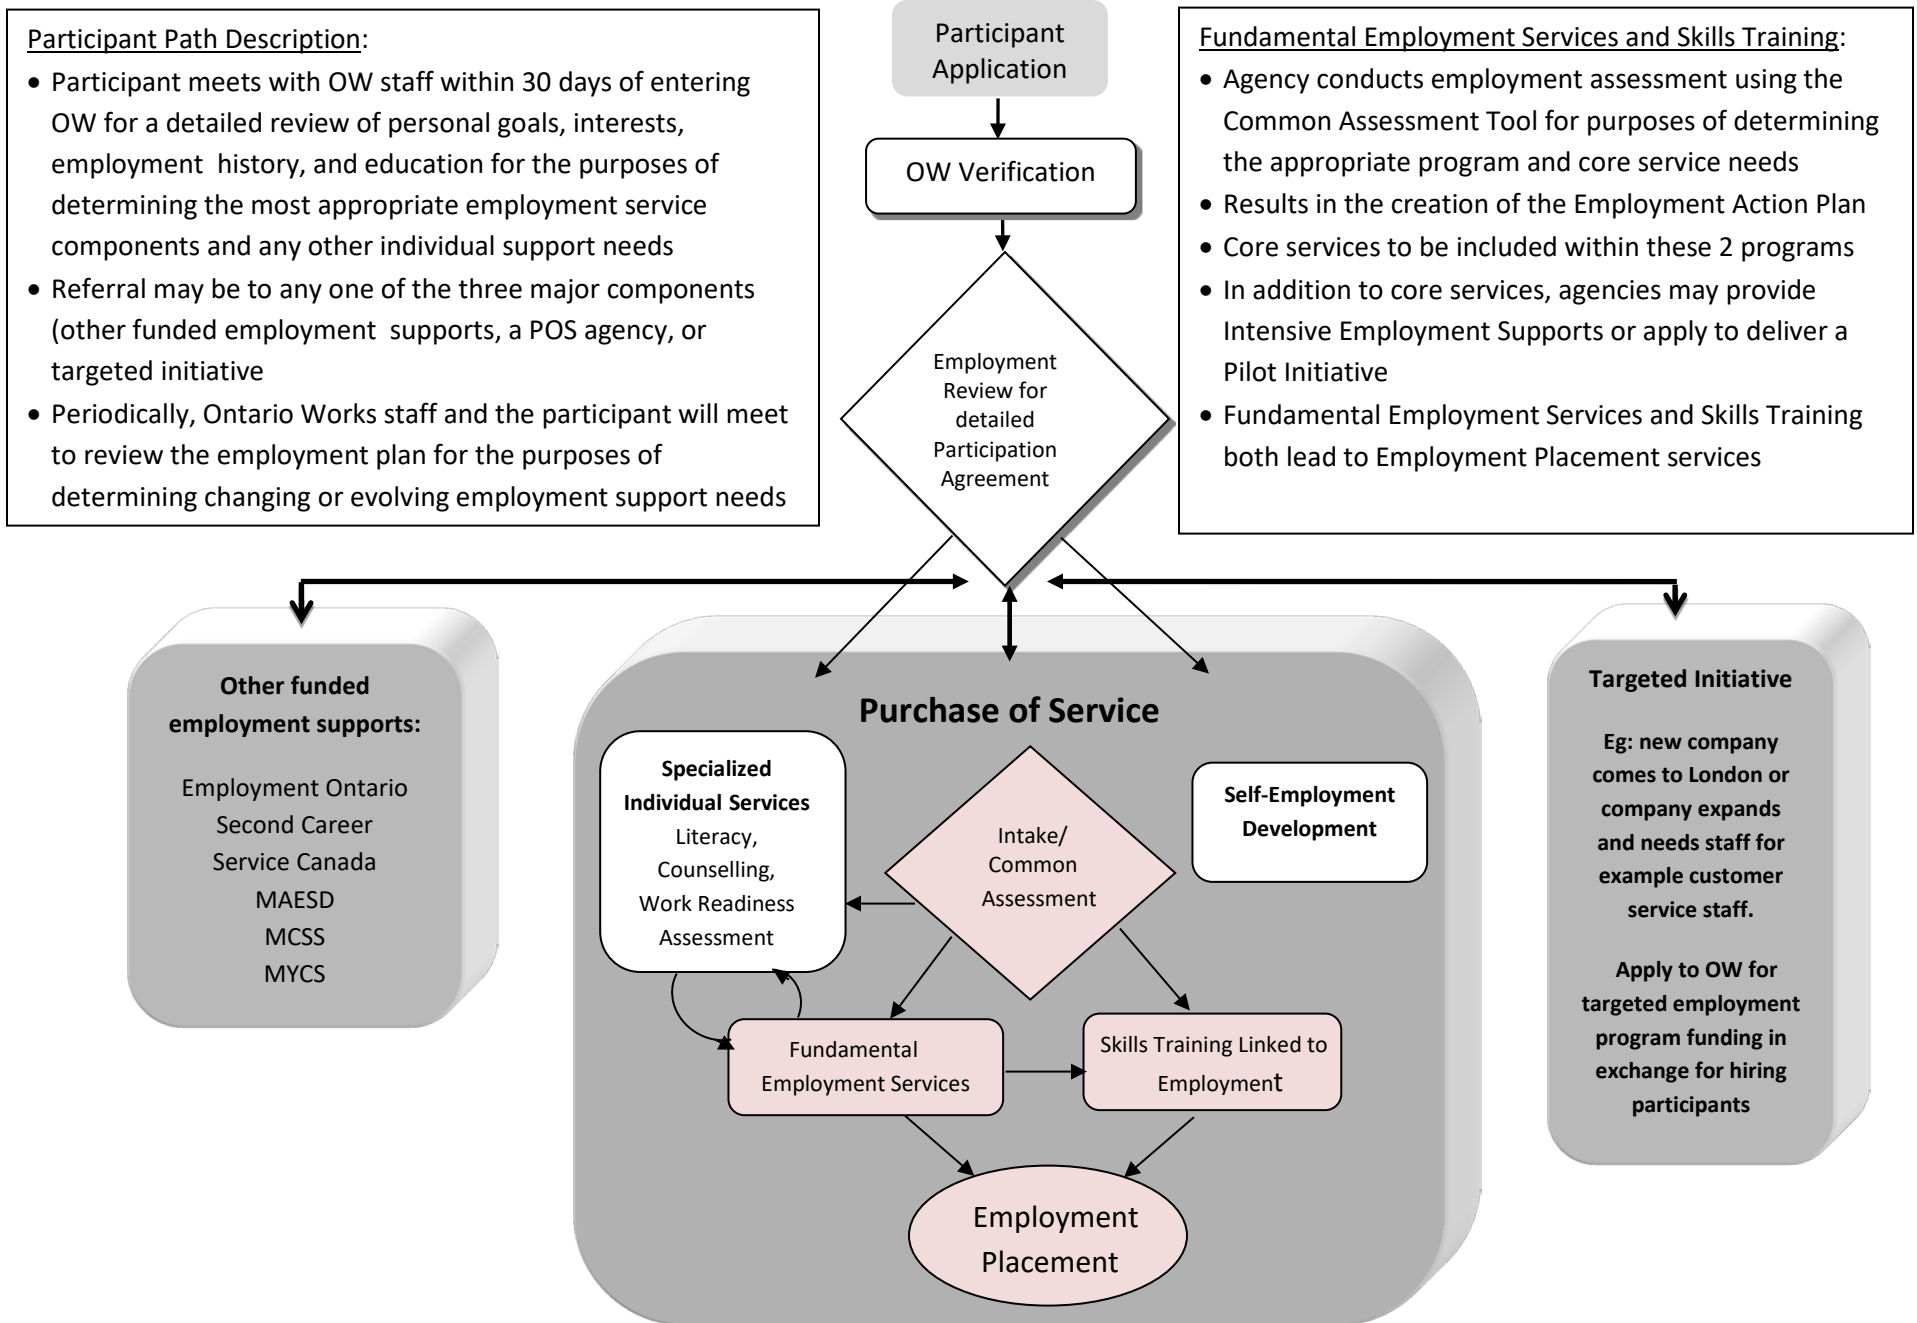 Participant Path Description:
• Participant meets with OW staff within 30 days of entering
OW for a detailed review of personal goals, interests,
employment history, and education for the purposes of
determining the most appropriate employment service
components and any other individual support needs
• Referral may be to any one of the three major components
(other funded employment supports, a POS agency, or
targeted initiative
• Periodically, Ontario Works staff and the participant will meet
to review the employment plan for the purposes of
determining changing or evolving employment support needs
Participant
Application
OW Verification
Employment
Review for
detailed
Participation
Agreement
Fundamental Employment Services and Skills Training:
• Agency conducts employment assessment using the
Common Assessment Tool for purposes of determining
the appropriate program and core service needs
• Results in the creation of the Employment Action Plan
• Core services to be included within these 2 programs
• In addition to core services, agencies may provide
Intensive Employment Supports or apply to deliver a
Pilot Initiative
• Fundamental Employment Services and Skills Training
both lead to Employment Placement services
Other funded
employment supports:
Employment Ontario
Second Career
Service Canada
MAESD
MCSS
MYCS
Purchase of Service
Specialized
Individual Services
Literacy,
Counselling,
Work Readiness
Assessment
Intake/
Common
Assessment
Self-Employment
Development
Fundamental
Employment Services
Skills Training Linked to
Employment
Employment
Placement
Targeted Initiative
Eg: new company
comes to London or
company expands
and needs staff for
example customer
service staff.
Apply to OW for
targeted employment
program funding in
exchange for hiring
participants